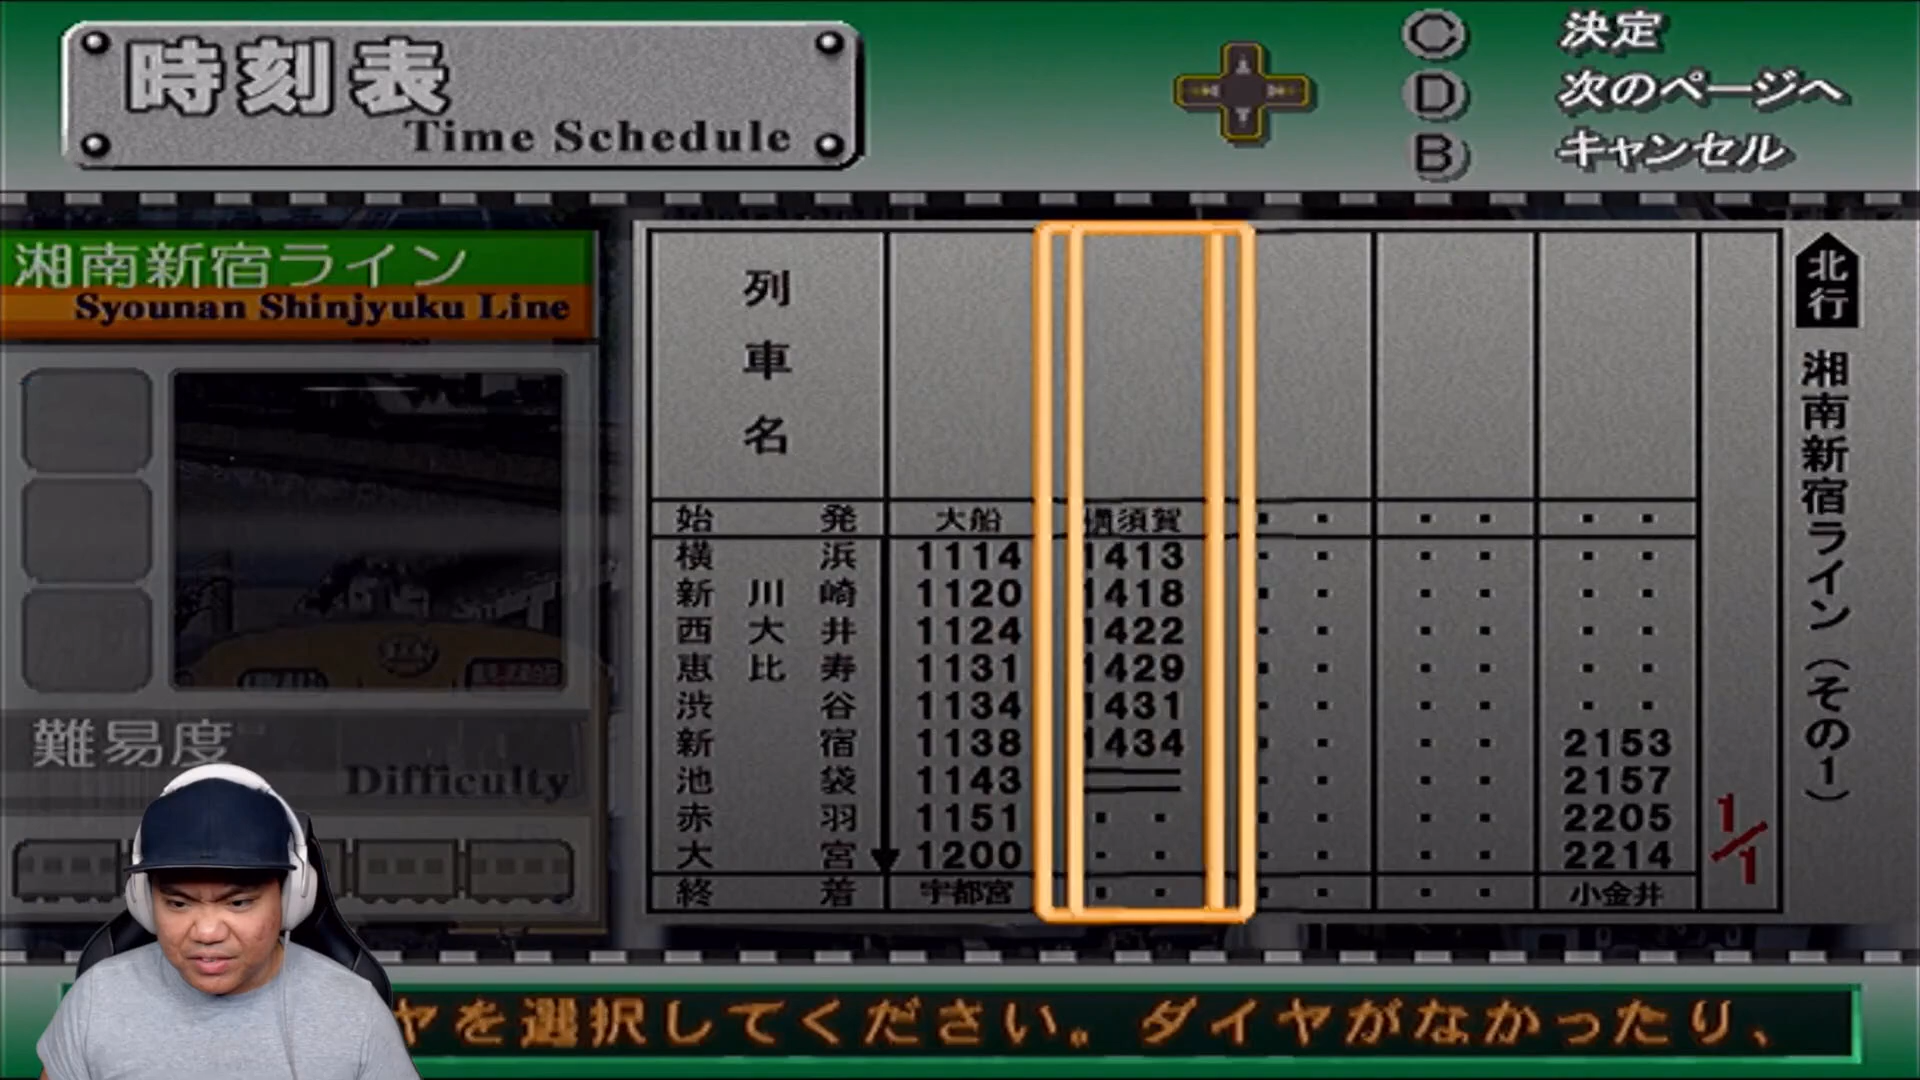 時刻表
Time Schedule
C 決定
D 次のページへ
B キャンセル
湘南新宿ライン
Syounan Shinjyuku Line
難易度
Difficulty
列車名
始発 大船 横須賀
横浜 1114 1413
新川崎 1120 1418
西大井 1124 1422
恵比寿 1131 1429
渋谷 1134 1431
新宿 1138 1434 2153
池袋 1143 2157
赤羽 1151 2205
大宮 1200 2214
終着 宇都宮 小金井
1/1
北行
湘南新宿ライン（その1）
ヤを選択してください。ダイヤがなかったり、